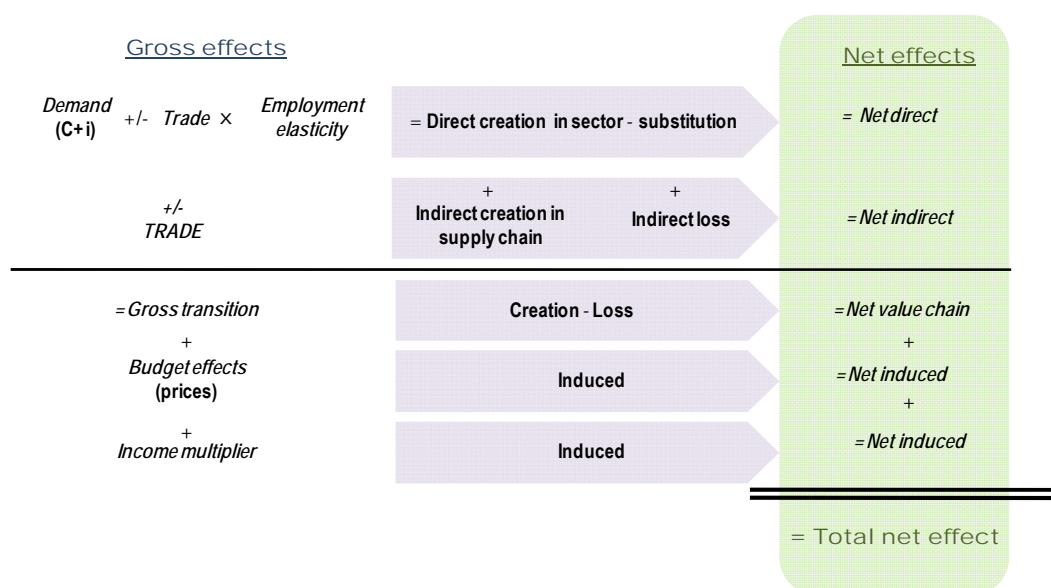 Gross effects
Net effects
Demand
(C+i)
+/- Trade ×
Employment
elasticity
= Direct creation in sector - substitution
= Net direct
+/-
TRADE
+
Indirect creation in
supply chain
+
Indirect loss
= Net indirect
= Gross transition
Creation - Loss
= Net value chain
+
Budget effects
(prices)
Induced
+
= Net induced
+
Income multiplier
Induced
+
= Net induced
= Total net effect